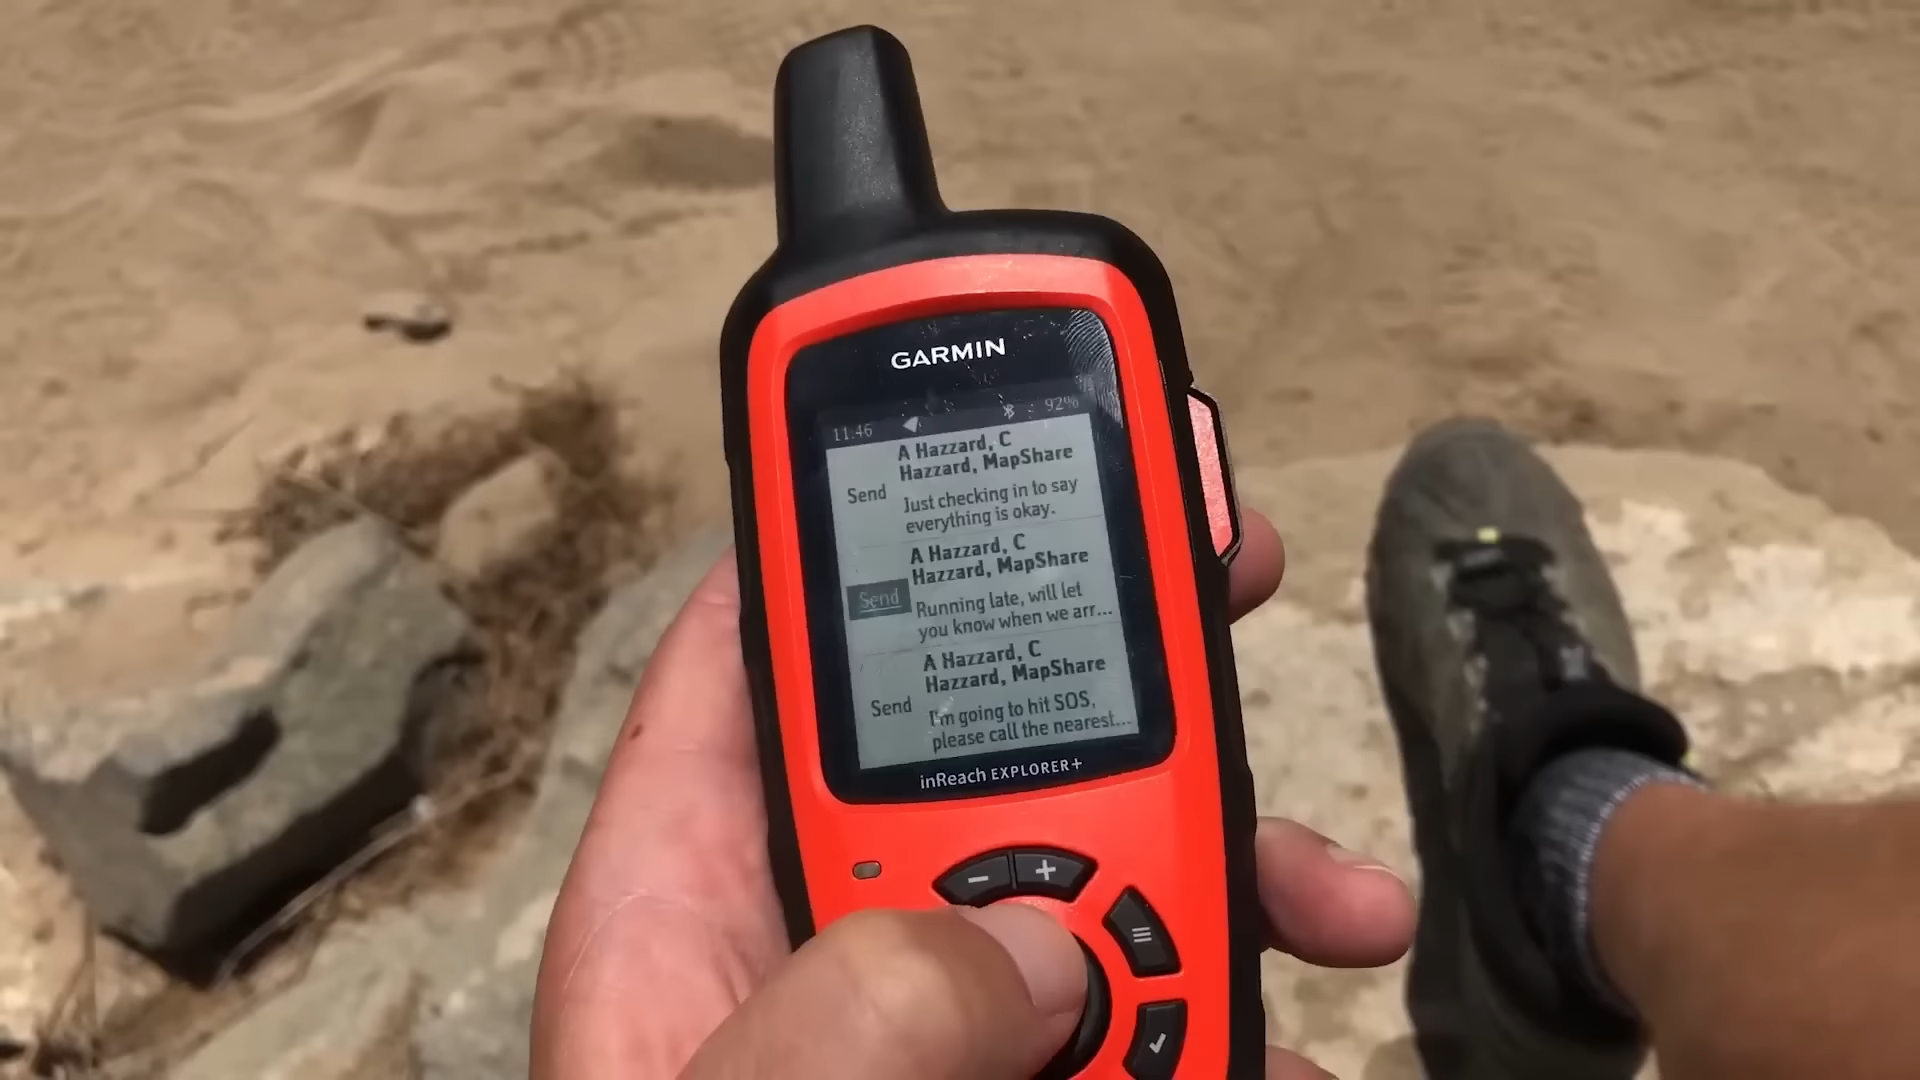 GARMIN
11:46 92%
A Hazzard, C
Hazzard, MapShare
Send
Just checking in to say
everything is okay.
A Hazzard, C
Hazzard, MapShare
Send
Running late, will let
you know when we arr...
A Hazzard, C
Hazzard, MapShare
Send
I'm going to hit SOS,
please call the nearest...
inReach EXPLORER+